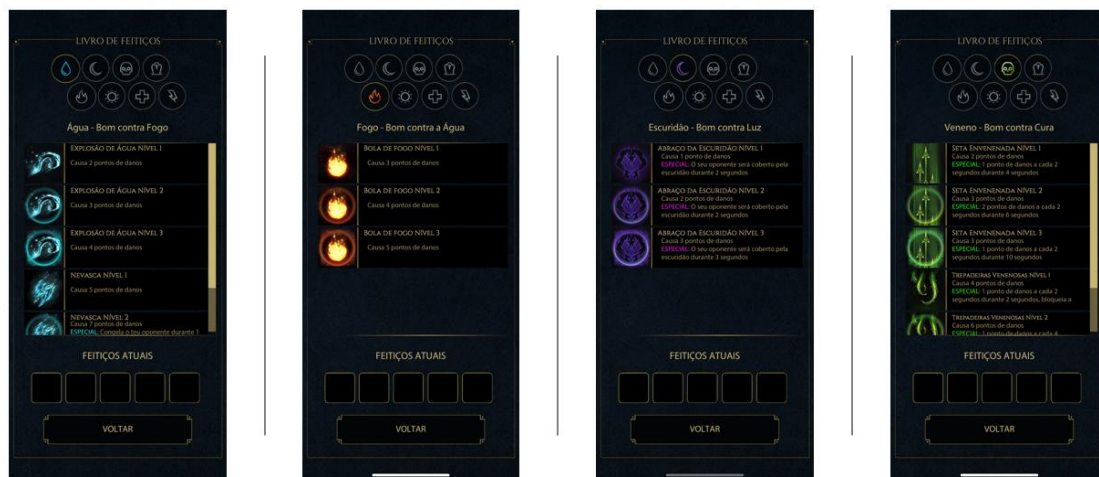 LIVRO DE FEITIÇOS
Água - Bom contra Fogo
EXPLOSÃO DE ÁGUA NÍVEL 1
Causa 2 pontos de danos
EXPLOSÃO DE ÁGUA NÍVEL 2
Causa 3 pontos de danos
EXPLOSÃO DE ÁGUA NÍVEL 3
Causa 4 pontos de danos
NEVASCA NÍVEL 1
Causa 5 pontos de danos
NEVASCA NÍVEL 2
Causa 7 pontos de danos
ESPECIAL: Congela o teu oponente durante 1
FEITIÇOS ATUAIS
VOLTAR
LIVRO DE FEITIÇOS
Fogo - Bom contra a Água
BOLA DE FOGO NÍVEL 1
Causa 3 pontos de danos
BOLA DE FOGO NÍVEL 2
Causa 4 pontos de danos
BOLA DE FOGO NÍVEL 3
Causa 5 pontos de danos
FEITIÇOS ATUAIS
VOLTAR
LIVRO DE FEITIÇOS
Escuridão - Bom contra Luz
ABRAÇO DA ESCURIDÃO NÍVEL 1
Causa 1 ponto de danos
ESPECIAL: O seu oponente será coberto pela
escuridão durante 2 segundos
ABRAÇO DA ESCURIDÃO NÍVEL 2
Causa 2 pontos de danos
ESPECIAL: O seu oponente será coberto pela
escuridão durante 2 segundos
ABRAÇO DA ESCURIDÃO NÍVEL 3
Causa 3 pontos de danos
ESPECIAL: O seu oponente será coberto pela
escuridão durante 3 segundos
FEITIÇOS ATUAIS
VOLTAR
LIVRO DE FEITIÇOS
Veneno - Bom contra Cura
SETA ENVENENADA NÍVEL 1
Causa 2 pontos de danos
ESPECIAL: 1 ponto de danos a cada 2
segundos durante 4 segundos
SETA ENVENENADA NÍVEL 2
Causa 3 pontos de danos
ESPECIAL: 2 pontos de danos a cada 2
segundos durante 6 segundos
SETA ENVENENADA NÍVEL 3
Causa 3 pontos de danos
ESPECIAL: 1 ponto de danos a cada 2
segundos durante 10 segundos
TREPADEIRAS VENENOSAS NÍVEL 1
Causa 4 pontos de danos
ESPECIAL: 1 ponto de danos a cada 2
segundos durante 2 segundos, bloqueia a
TREPADEIRAS VENENOSAS NÍVEL 2
Causa 6 pontos de danos
ESPECIAL: 1 ponto de danos a cada 4
FEITIÇOS ATUAIS
VOLTAR